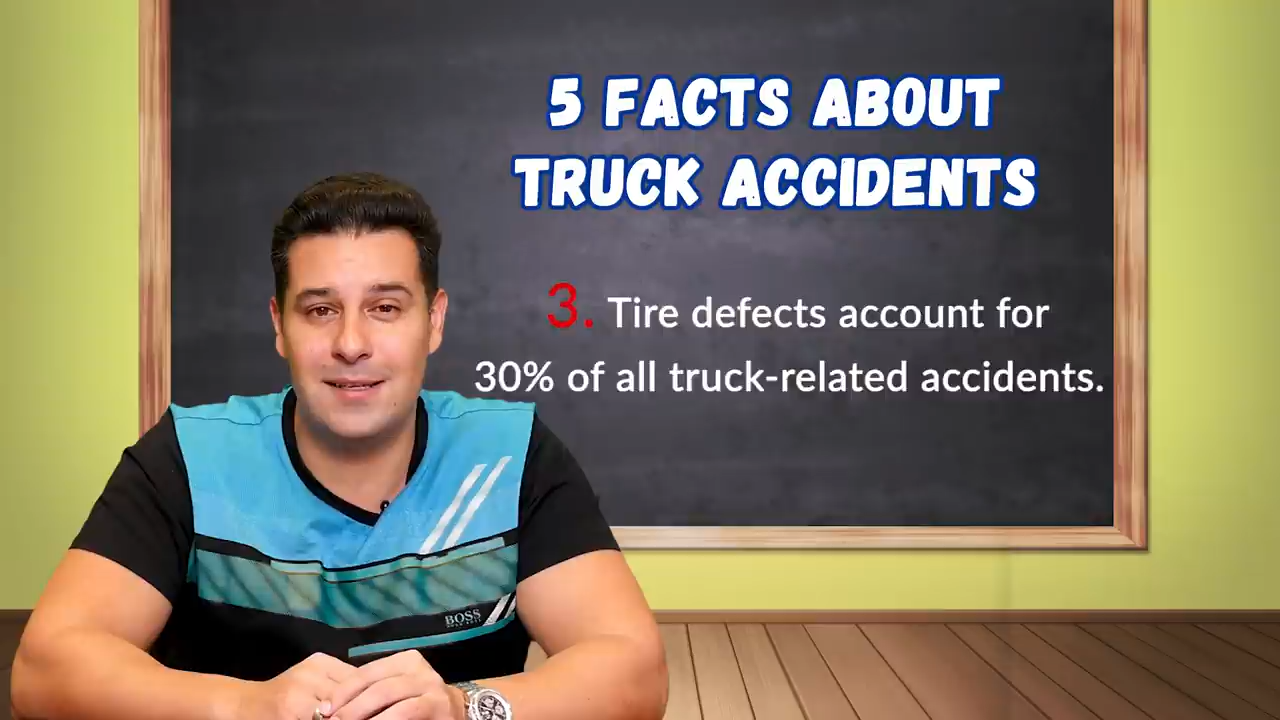 5 FACTS ABOUT
TRUCK ACCIDENTS
3. Tire defects account for
30% of all truck-related accidents.
BOSS